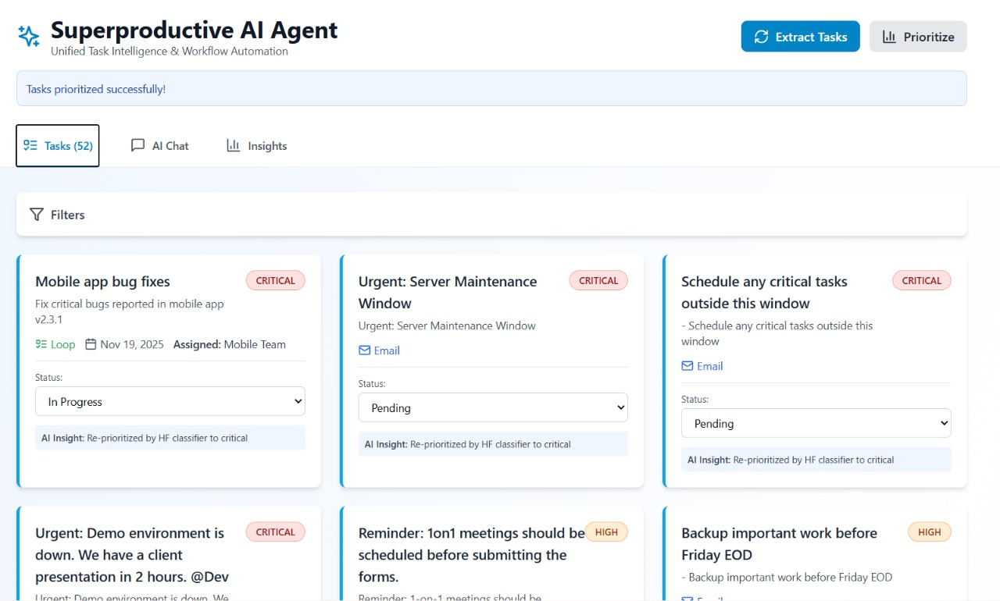 Superproductive AI Agent
Unified Task Intelligence & Workflow Automation
Extract Tasks
Prioritize
Tasks prioritized successfully!
Tasks (52)
AI Chat
Insights
Filters
Mobile app bug fixes
CRITICAL
Fix critical bugs reported in mobile app
v2.3.1
Loop
Nov 19, 2025
Assigned: Mobile Team
Status:
In Progress
AI Insight: Re-prioritized by HF classifier to critical
Urgent: Server Maintenance
Window
CRITICAL
Urgent: Server Maintenance Window
Email
Status:
Pending
AI Insight: Re-prioritized by HF classifier to critical
Schedule any critical tasks
outside this window
CRITICAL
- Schedule any critical tasks outside this
window
Email
Status:
Pending
AI Insight: Re-prioritized by HF classifier to critical
Urgent: Demo environment is
down. We have a client
presentation in 2 hours. @Dev
CRITICAL
Urgent: Demo environment is down. We
Reminder: 1on1 meetings should be
scheduled before submitting the
forms.
HIGH
Reminder: 1-on-1 meetings should be
Backup important work before
Friday EOD
HIGH
- Backup important work before Friday EOD
Email